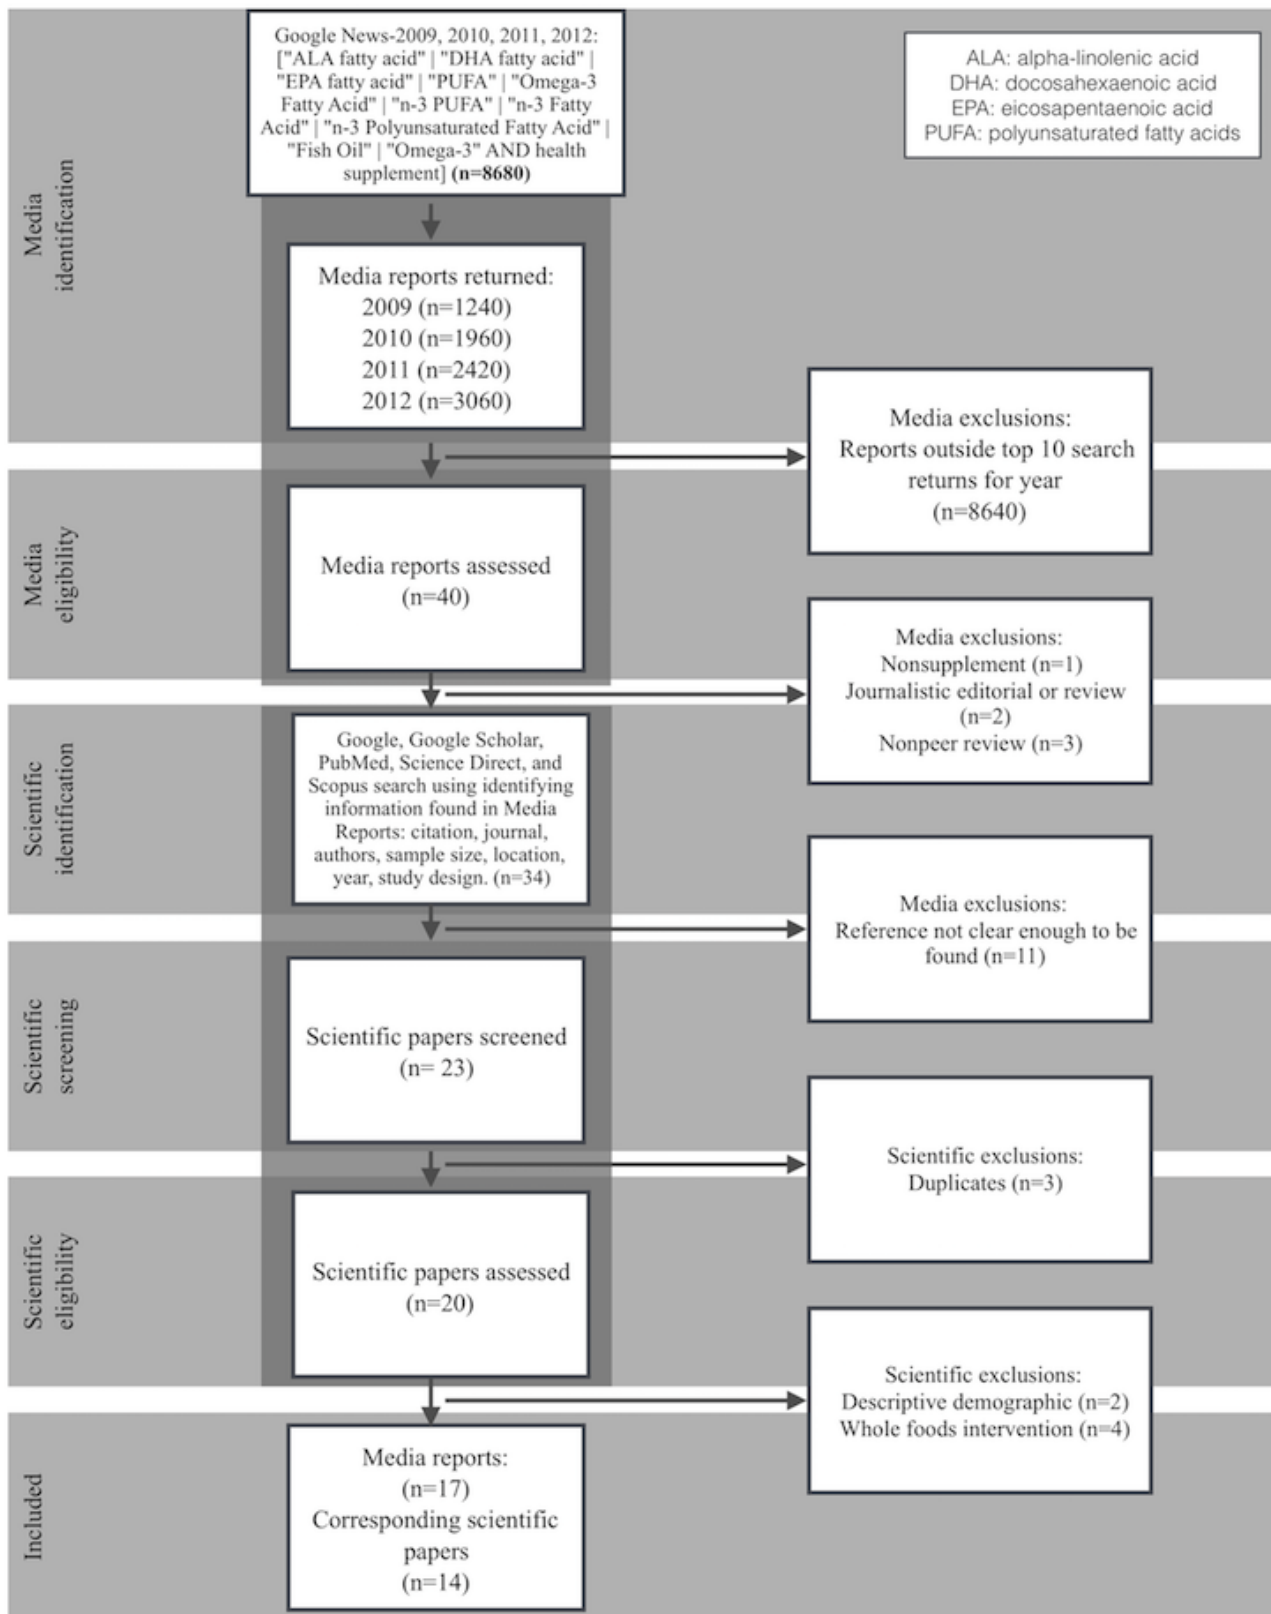 Google News-2009, 2010, 2011, 2012:
["ALA fatty acid" | "DHA fatty acid" |
"EPA fatty acid" | "PUFA" | "Omega-3
Fatty Acid" | "n-3 PUFA" | "n-3 Fatty
Acid" | "n-3 Polyunsaturated Fatty Acid" |
"Fish Oil" | "Omega-3" AND health
supplement] (n=8680)
ALA: alpha-linolenic acid
DHA: docosahexaenoic acid
EPA: eicosapentaenoic acid
PUFA: polyunsaturated fatty acids
Media
identification
Media reports returned:
2009 (n=1240)
2010 (n=1960)
2011 (n=2420)
2012 (n=3060)
Media exclusions:
Reports outside top 10 search
returns for year
(n=8640)
Media
eligibility
Media reports assessed
(n=40)
Media exclusions:
Nonsupplement (n=1)
Journalistic editorial or review
(n=2)
Nonpeer review (n=3)
Scientific
identification
Google, Google Scholar,
PubMed, Science Direct, and
Scopus search using identifying
information found in Media
Reports: citation, journal,
authors, sample size, location,
year, study design. (n=34)
Media exclusions:
Reference not clear enough to be
found (n=11)
Scientific
screening
Scientific papers screened
(n= 23)
Scientific exclusions:
Duplicates (n=3)
Scientific
eligibility
Scientific papers assessed
(n=20)
Scientific exclusions:
Descriptive demographic (n=2)
Whole foods intervention (n=4)
Included
Media reports:
(n=17)
Corresponding scientific
papers
(n=14)